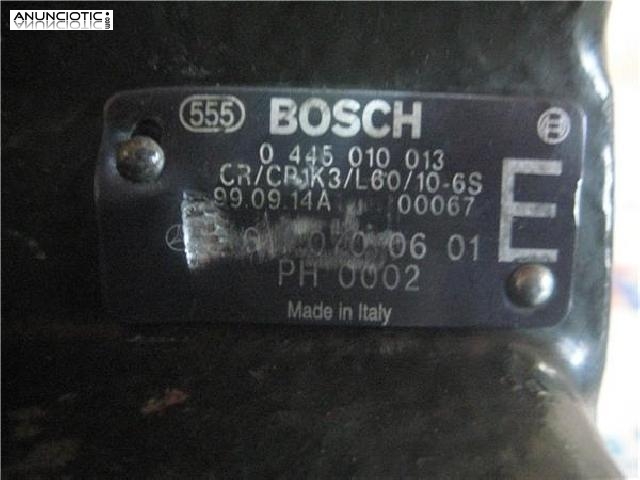 ANUNCIOTIC.com
555 BOSCH
0 445 010 013
CR/CP1K3/L60/10-6S
99.09.14A 00067
06 01
PH 0002
E
Made in Italy